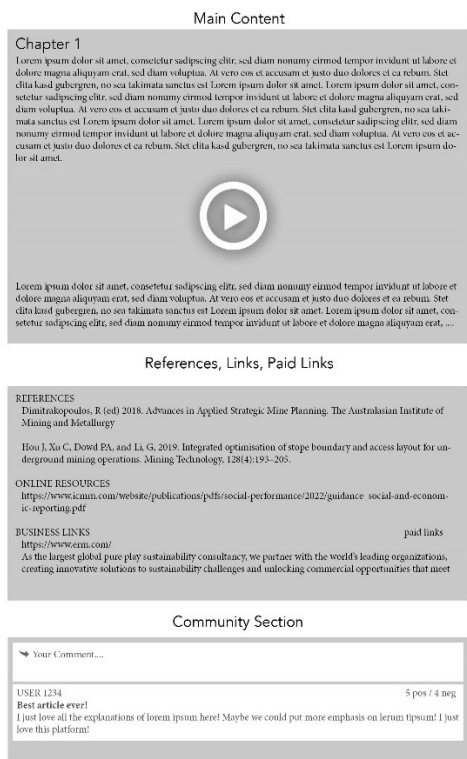 Main Content
Chapter 1
Lorem ipsum dolor sit amet, consetetur sadipscing elitr, sed diam nonumy eirmod tempor invidunt ut labore et
dolore magna aliquyam erat, sed diam voluptua. At vero eos et accusam et justo duo dolores et ea rebum. Stet
clita kasd gubergren, no sea takimata sanctus est Lorem ipsum dolor sit amet. Lorem ipsum dolor sit amet, con-
setetur sadipscing elitr, sed diam nonumy eirmod tempor invidunt ut labore et dolore magna aliquyam erat, sed
diam voluptua. At vero eos et accusam et justo duo dolores et ea rebum. Stet clita kasd gubergren, no sea taki-
mata sanctus est Lorem ipsum dolor sit amet. Lorem ipsum dolor sit amet, consetetur sadipscing elitr, sed diam
nonumy eirmod tempor invidunt ut labore et dolore magna aliquyam erat, sed diam voluptua. At vero eos et ac-
cusam et justo duo dolores et ea rebum. Stet clita kasd gubergren, no sea takimata sanctus est Lorem ipsum do-
lor sit amet.
Lorem ipsum dolor sit amet, consetetur sadipscing elitr, sed diam nonumy eirmod tempor invidunt ut labore et
dolore magna aliquyam erat, sed diam voluptua. At vero eos et accusam et justo duo dolores et ea rebum. Stet
clita kasd gubergren, no sea takimata sanctus est Lorem ipsum dolor sit amet. Lorem ipsum dolor sit amet, con-
setetur sadipscing elitr, sed diam nonumy eirmod tempor invidunt ut labore et dolore magna aliquyam erat, ....
References, Links, Paid Links
REFERENCES
Dimitrakopoulos, R (ed) 2018. Advances in Applied Strategic Mine Planning. The Australasian Institute of
Mining and Metallurgy
Hou J, Xu C, Dowd PA, and Li, G, 2019. Integrated optimisation of stope boundary and access layout for un-
derground mining operations. Mining Technology, 128(4):193–205.
ONLINE RESOURCES
https://www.icmm.com/website/publications/pdfs/social-performance/2022/guidance_social-and-econom-
ic-reporting.pdf
BUSINESS LINKS paid links
https://www.erm.com/
As the largest global pure play sustainability consultancy, we partner with the world's leading organizations,
creating innovative solutions to sustainability challenges and unlocking commercial opportunities that meet
Community Section
Your Comment....
USER 1234 5 pos / 4 neg
Best article ever!
I just love all the explanations of lorem ipsum here! Maybe we could put more emphasis on lerum tipsum! I just
love this platform!